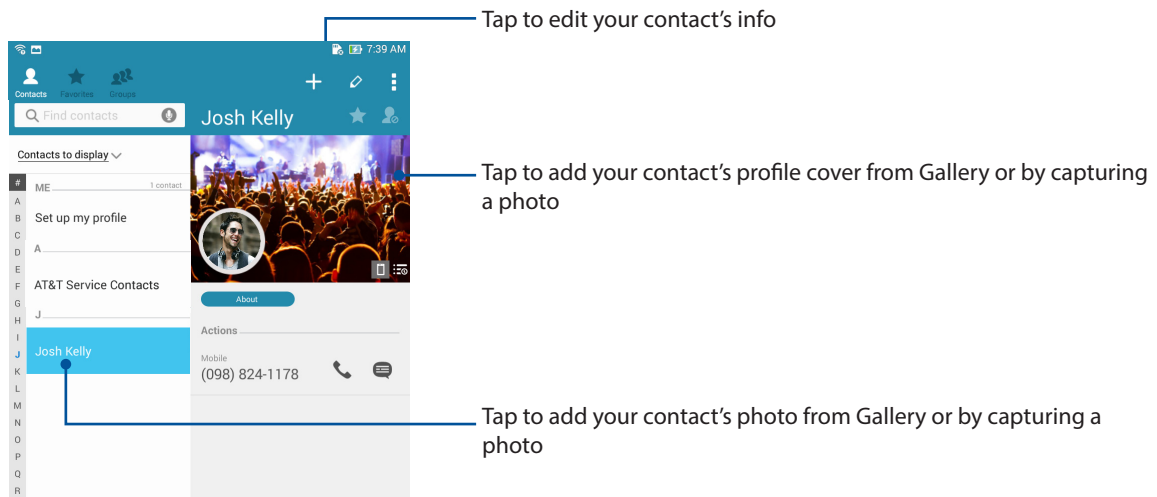 Tap to edit your contact’s info
7:39 AM
Contacts Favorites Groups
Find contacts
Josh Kelly
Contacts to display
Tap to add your contact’s profile cover from Gallery or by capturing
a photo
#
ME 1 contact
A
B
Set up my profile
C
D
A
E
F
AT&T Service Contacts
G
H
J
I
J
Josh Kelly
K
L
M
N
O
P
Q
R
About
Actions
Mobile
(098) 824-1178
Tap to add your contact’s photo from Gallery or by capturing a
photo